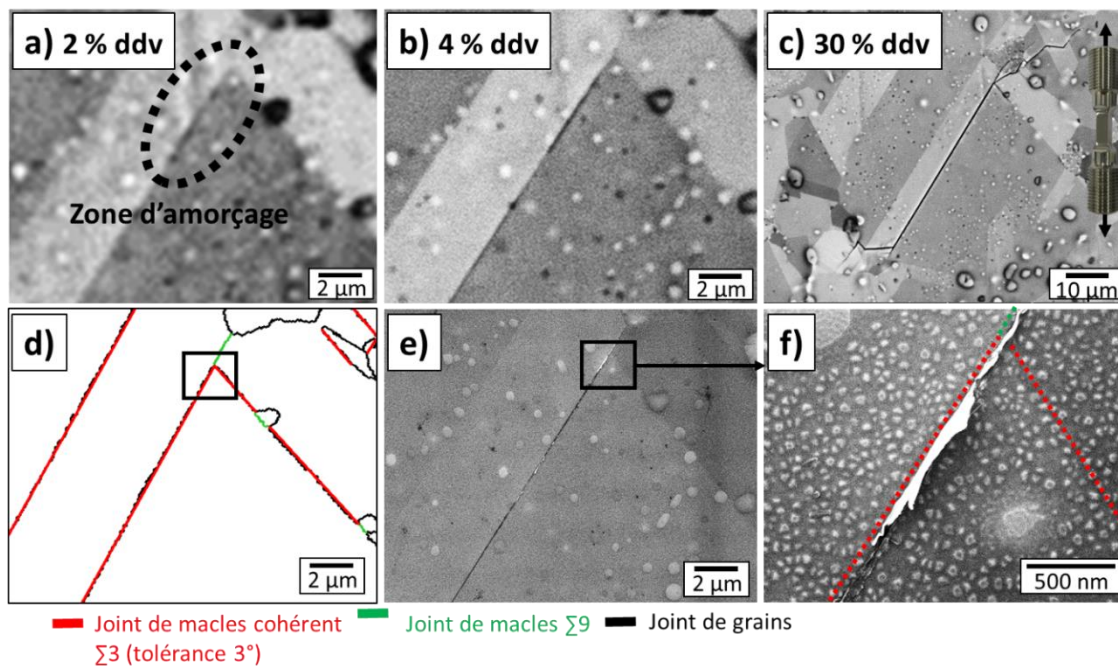 a) 2 % ddv
Zone d’amorçage
2 µm
b) 4 % ddv
2 µm
c) 30 % ddv
10 µm
d)
2 µm
e)
2 µm
f)
500 nm
Joint de macles cohérent
∑3 (tolérance 3°)
Joint de macles ∑9
Joint de grains